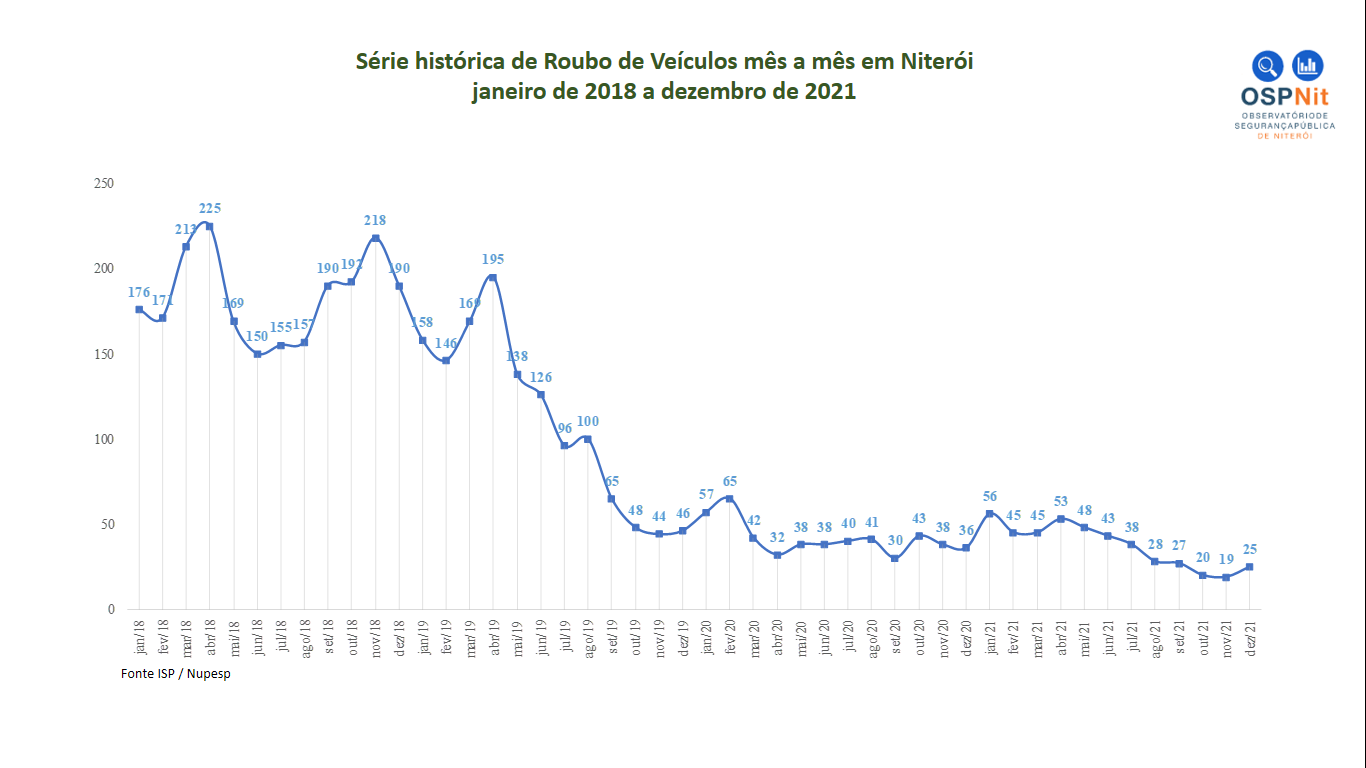 Série histórica de Roubo de Veículos mês a mês em Niterói
janeiro de 2018 a dezembro de 2021
OSPNit
OBSERVATÓRIODE
SEGURANÇAPÚBLICA
DE NITERÓI
250
200
150
100
50
0
176
171
213
225
169
150
155
157
190
192
218
190
158
146
169
195
138
126
96
100
65
48
44
46
57
65
42
32
38
38
40
41
30
43
38
36
56
45
45
53
48
43
38
28
27
20
19
25
jan/18
fev/18
mar/18
abr/18
mai/18
jun/18
jul/18
ago/18
set/18
out/18
nov/18
dez/18
jan/19
fev/19
mar/19
abr/19
mai/19
jun/19
jul/19
ago/19
set/19
out/19
nov/19
dez/19
jan/20
fev/20
mar/20
abr/20
mai/20
jun/20
jul/20
ago/20
set/20
out/20
nov/20
dez/20
jan/21
fev/21
mar/21
abr/21
mai/21
jun/21
jul/21
ago/21
set/21
out/21
nov/21
dez/21
Fonte ISP / Nupesp